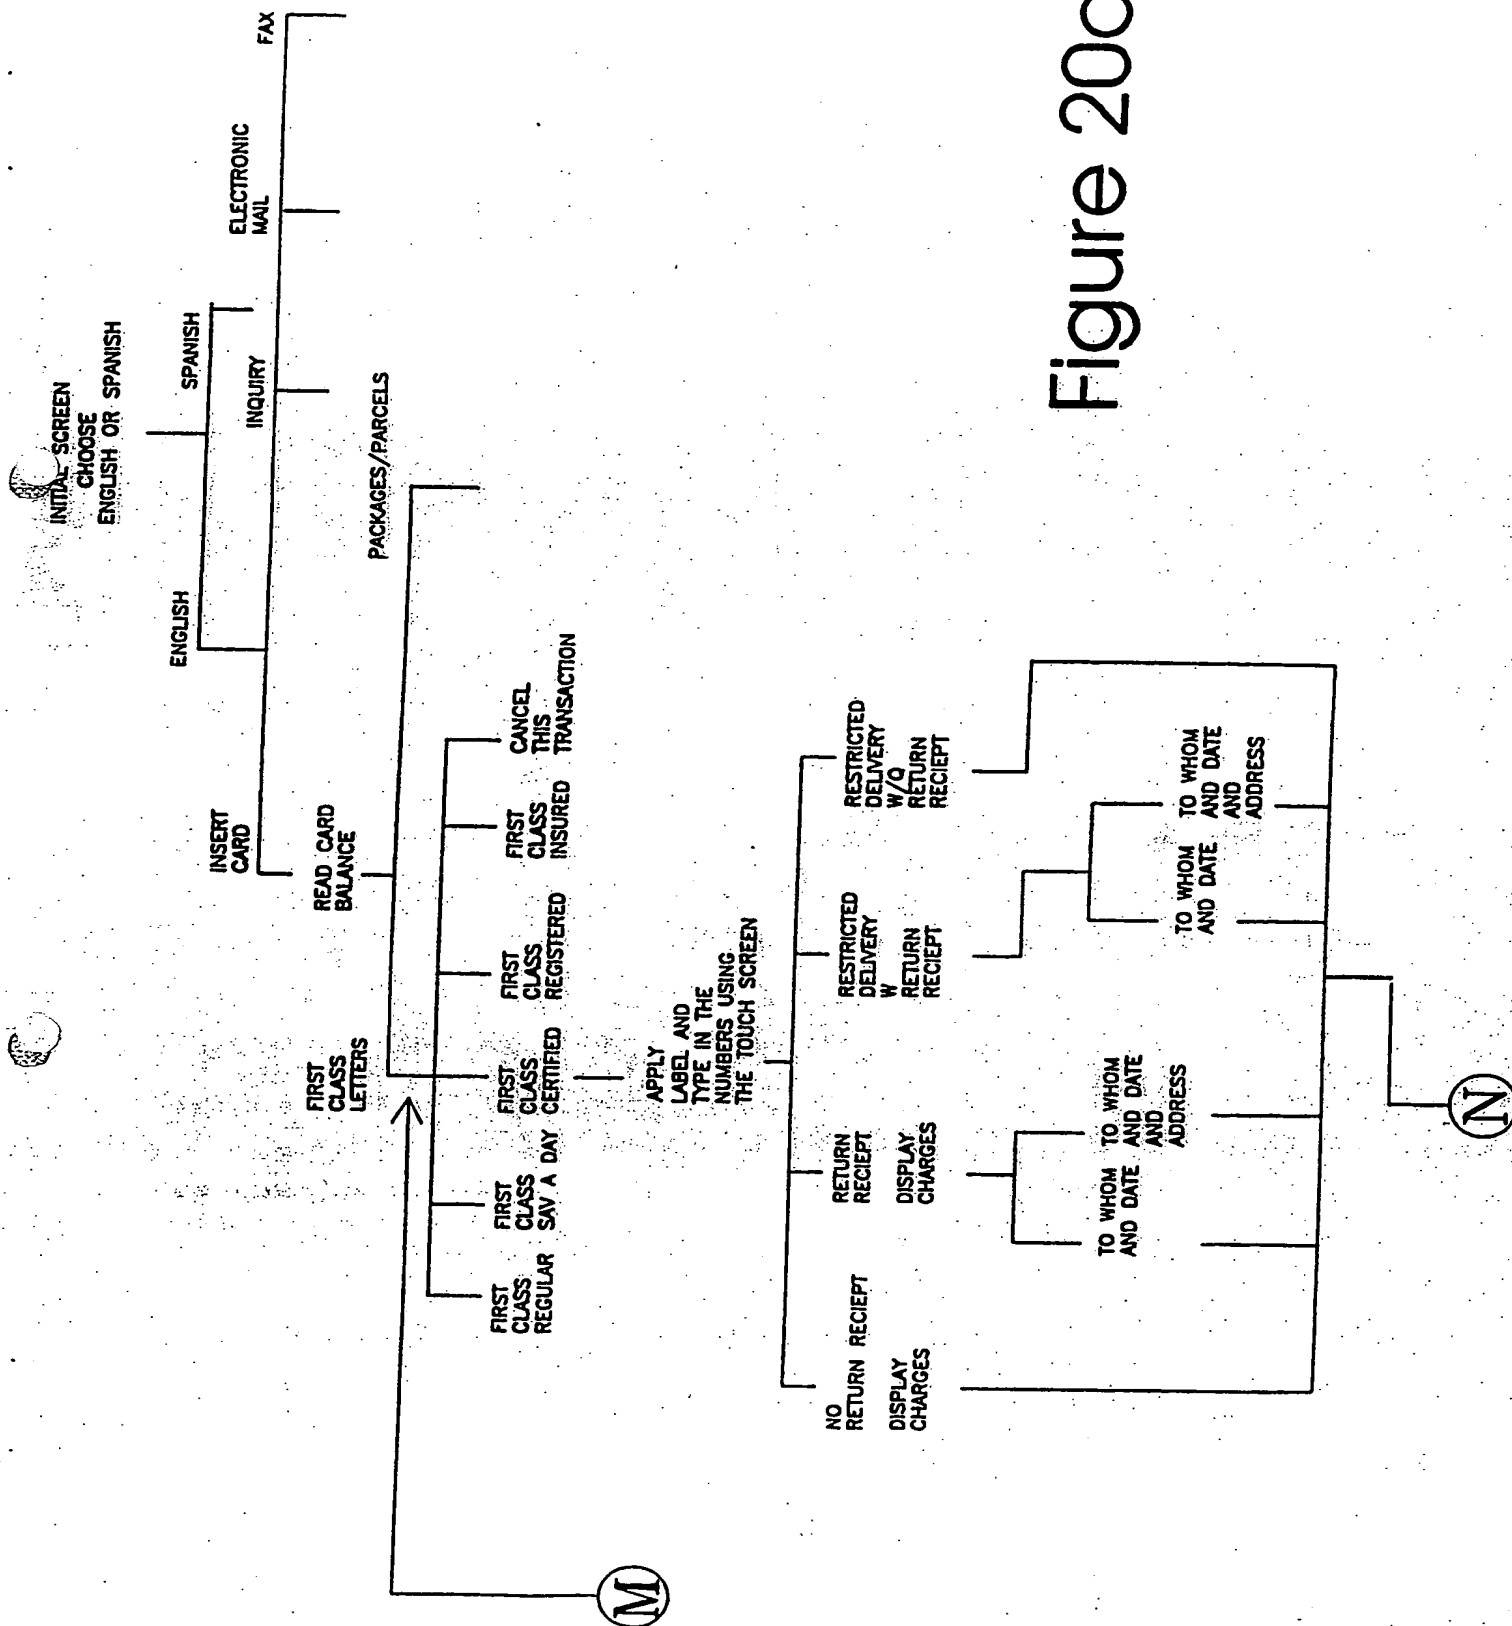 INITIAL SCREEN
CHOOSE
ENGLISH OR SPANISH
ENGLISH
SPANISH
INSERT
CARD
INQUIRY
ELECTRONIC
MAIL
FAX
READ CARD
BALANCE
FIRST
CLASS
LETTERS
PACKAGES/PARCELS
FIRST
CLASS
REGULAR
FIRST
CLASS
SAV A DAY
FIRST
CLASS
CERTIFIED
FIRST
CLASS
REGISTERED
FIRST
CLASS
INSURED
CANCEL
THIS
TRANSACTION
APPLY
LABEL AND
TYPE IN THE
NUMBERS USING
THE TOUCH SCREEN
NO
RETURN RECIEPT
DISPLAY
CHARGES
RETURN
RECIEPT
DISPLAY
CHARGES
RESTRICTED
DELIVERY
W
RETURN
RECIEPT
RESTRICTED
DELIVERY
W/O
RETURN
RECIEPT
TO WHOM
AND DATE
TO WHOM
AND DATE
AND
ADDRESS
TO WHOM
AND DATE
TO WHOM
AND DATE
AND
ADDRESS
M
N
Figure 20c